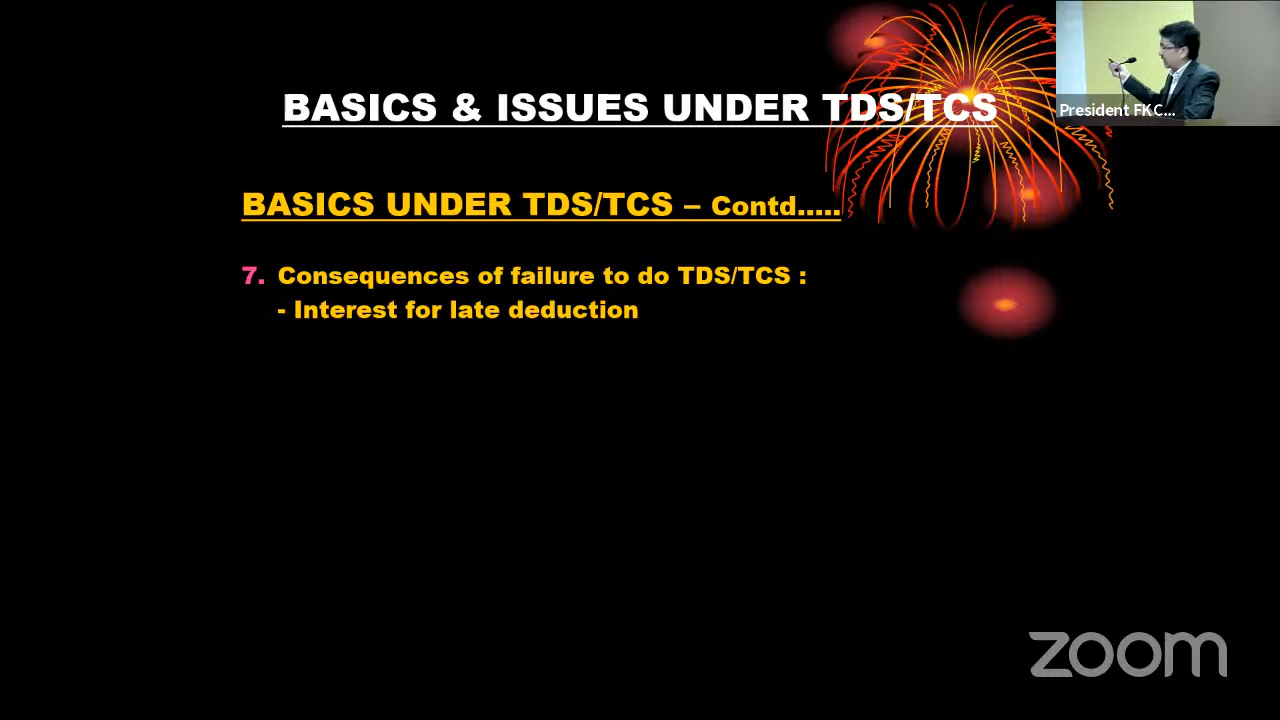 BASICS & ISSUES UNDER TDS/TCS
President FKC...
BASICS UNDER TDS/TCS – Contd.....
7. Consequences of failure to do TDS/TCS :
- Interest for late deduction
zoom